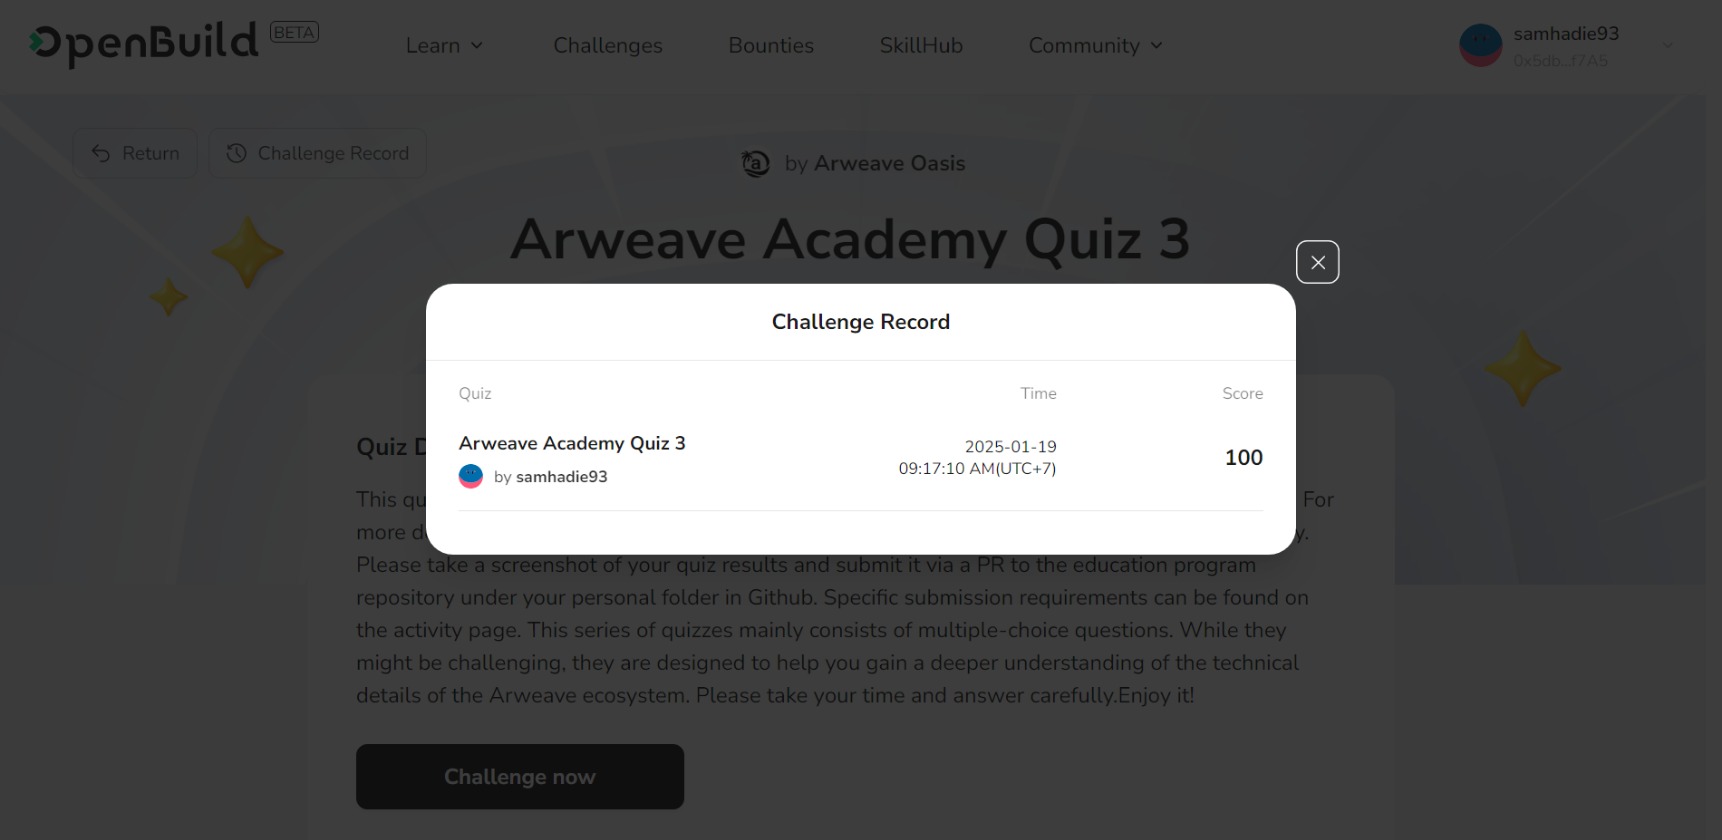 OpenBuild BETA
Learn Challenges Bounties SkillHub Community
samhadie93
0x5db...f7A5
Return Challenge Record
by Arweave Oasis
Arweave Academy Quiz 3
Challenge Record
Quiz Time Score
Arweave Academy Quiz 3
by samhadie93
2025-01-19
09:17:10 AM(UTC+7)
100
Quiz
This For
more
Please take a screenshot of your quiz results and submit it via a PR to the education program
repository under your personal folder in Github. Specific submission requirements can be found on
the activity page. This series of quizzes mainly consists of multiple-choice questions. While they
might be challenging, they are designed to help you gain a deeper understanding of the technical
details of the Arweave ecosystem. Please take your time and answer carefully.Enjoy it!
Challenge now